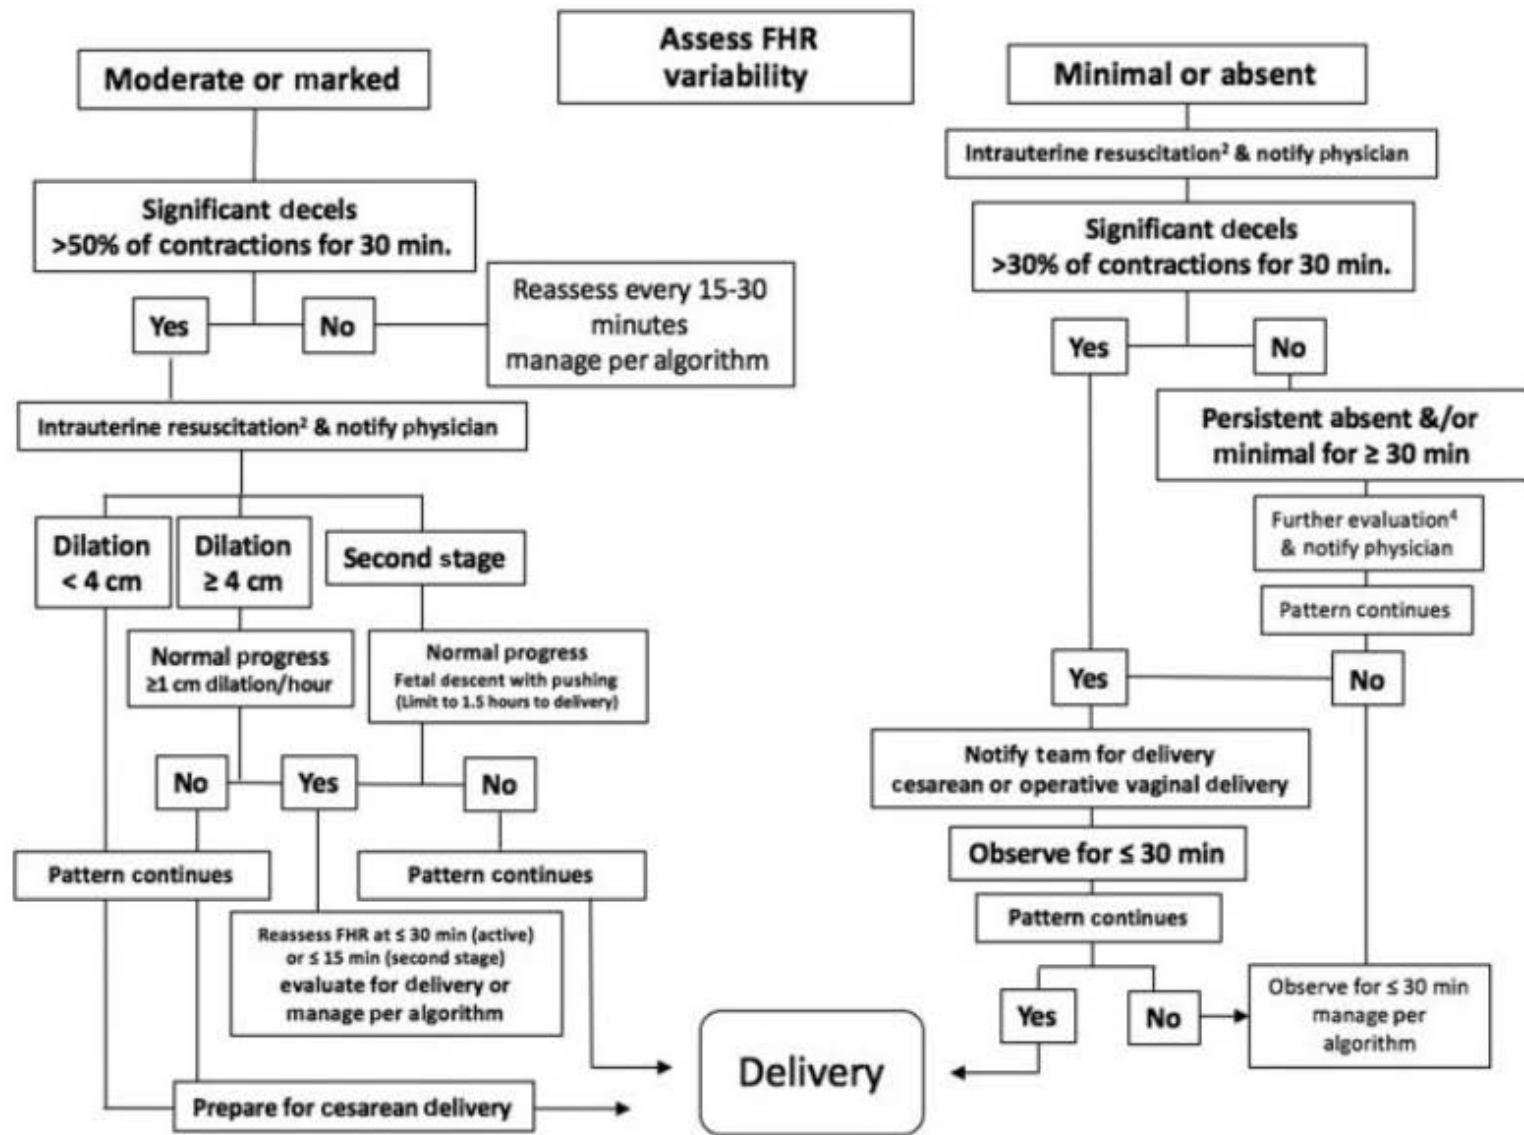 Assess FHR
variability
Moderate or marked
Significant decels
>50% of contractions for 30 min.
Yes
No
Reassess every 15-30
minutes
manage per algorithm
Intrauterine resuscitation² & notify physician
Dilation
< 4 cm
Dilation
≥ 4 cm
Second stage
Normal progress
≥1 cm dilation/hour
Normal progress
Fetal descent with pushing
(Limit to 1.5 hours to delivery)
No
Yes
No
Pattern continues
Pattern continues
Reassess FHR at ≤ 30 min (active)
or ≤ 15 min (second stage)
evaluate for delivery or
manage per algorithm
Prepare for cesarean delivery
Minimal or absent
Intrauterine resuscitation² & notify physician
Significant decels
>30% of contractions for 30 min.
Yes
No
Persistent absent &/or
minimal for ≥ 30 min
Further evaluation⁴
& notify physician
Pattern continues
Yes
No
Notify team for delivery
cesarean or operative vaginal delivery
Observe for ≤ 30 min
Pattern continues
Yes
No
Observe for ≤ 30 min
manage per
algorithm
Delivery